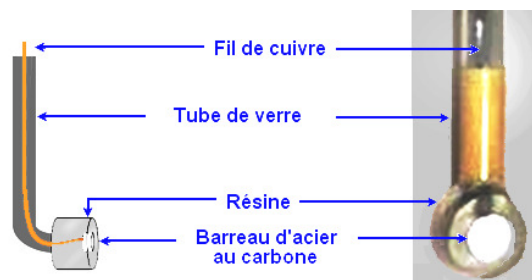 Fil de cuivre
Tube de verre
Résine
Barreau d'acier
au carbone